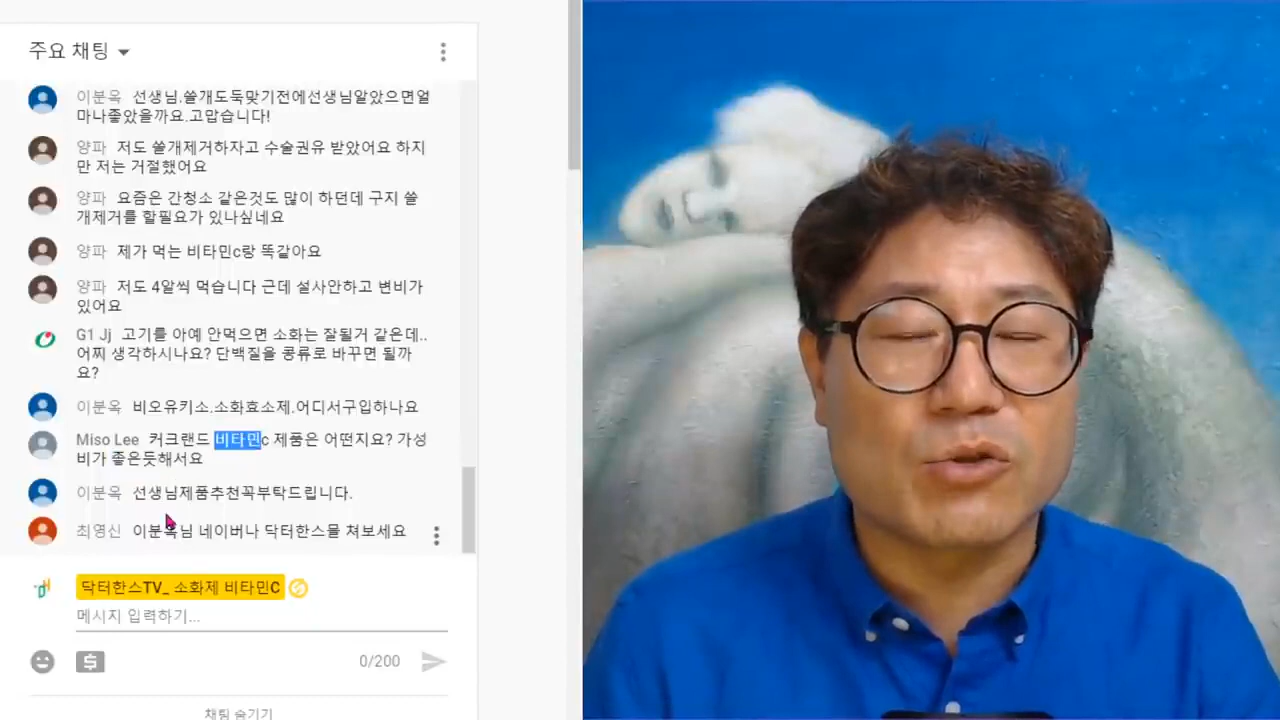 주요 채팅
이분옥 선생님.쓸개도둑맞기전에선생님알았으면얼
마나좋았을까요.고맙습니다!
양파 저도 쓸개제거하자고 수술권유 받았어요 하지
만 저는 거절했어요
양파 요즘은 간청소 같은것도 많이 하던데 구지 쓸
개제거를 할필요가 있나싶네요
양파 제가 먹는 비타민c랑 똑같아요
양파 저도 4알씩 먹습니다 근데 설사안하고 변비가
있어요
G1 Jj 고기를 아예 안먹으면 소화는 잘될거 같은데..
어찌 생각하시나요? 단백질을 콩류로 바꾸면 될까
요?
이분옥 비오유키소.소화효소제.어디서구입하나요
Miso Lee 커크랜드 비타민c 제품은 어떤지요? 가성
비가 좋은듯해서요
이분옥 선생님제품추천꼭부탁드립니다.
최영신 이분옥님 네이버나 닥터한스몰 쳐보세요
닥터한스TV_ 소화제 비타민C
메시지 입력하기...
0/200
채팅 숨기기